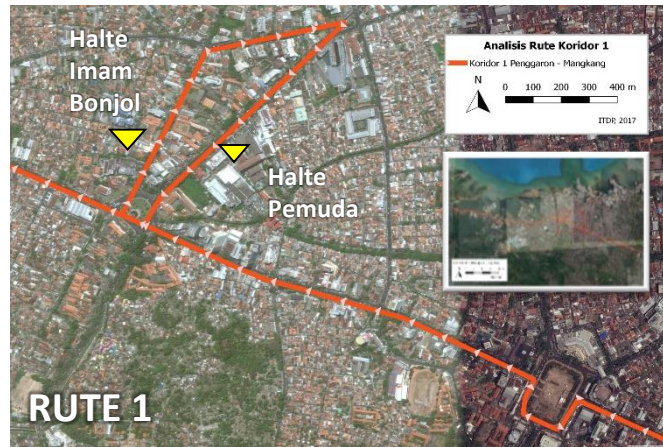 Halte
Imam
Bonjol
Halte
Pemuda
RUTE 1
Analisis Rute Koridor 1
Koridor 1 Penggaron - Mangkang
N
0 100 200 300 400 m
ITDP, 2017